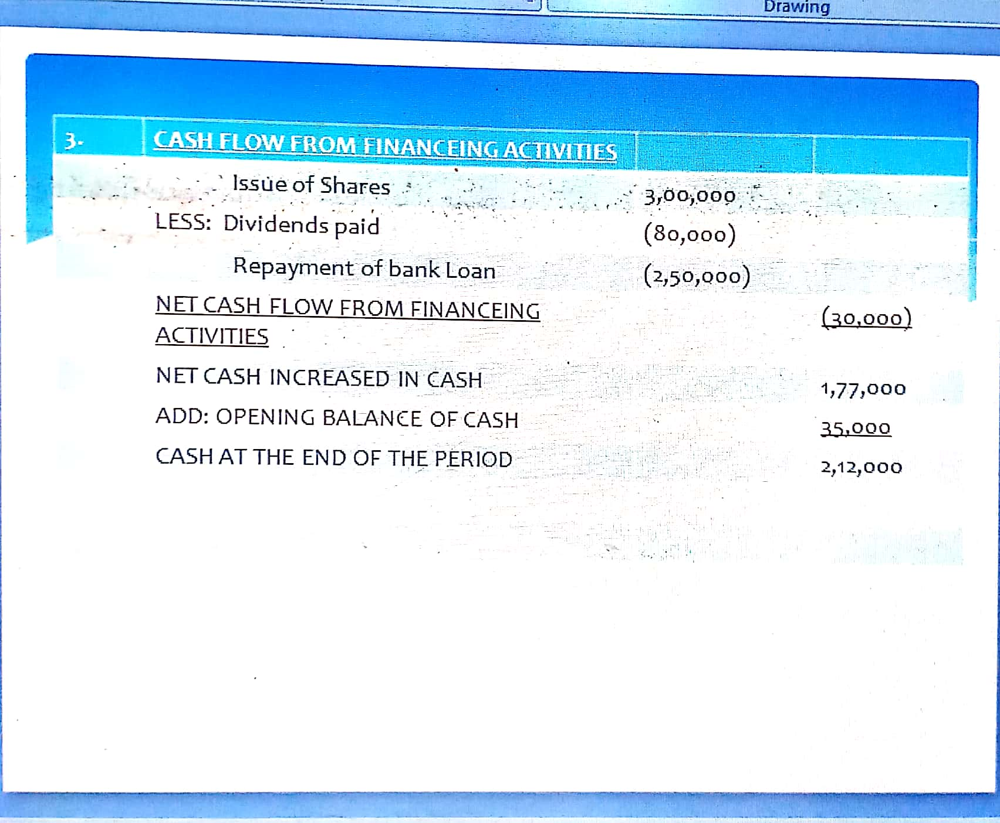 Drawing
3. CASH FLOW FROM FINANCEING ACTIVITIES
Issue of Shares 3,00,000
LESS: Dividends paid (80,000)
Repayment of bank Loan (2,50,000)
NET CASH FLOW FROM FINANCEING (30,000)
ACTIVITIES
NET CASH INCREASED IN CASH 1,77,000
ADD: OPENING BALANCE OF CASH 35,000
CASH AT THE END OF THE PERIOD 2,12,000